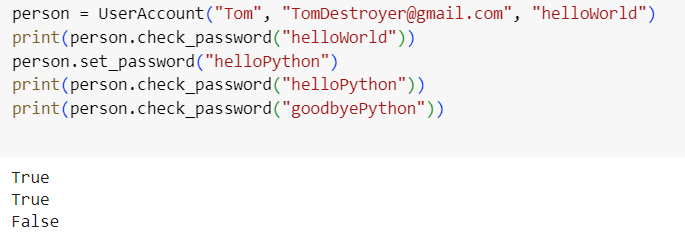 person = UserAccount("Tom", "TomDestroyer@gmail.com", "helloWorld")
print(person.check_password("helloWorld"))
person.set_password("helloPython")
print(person.check_password("helloPython"))
print(person.check_password("goodbyePython"))
True
True
False